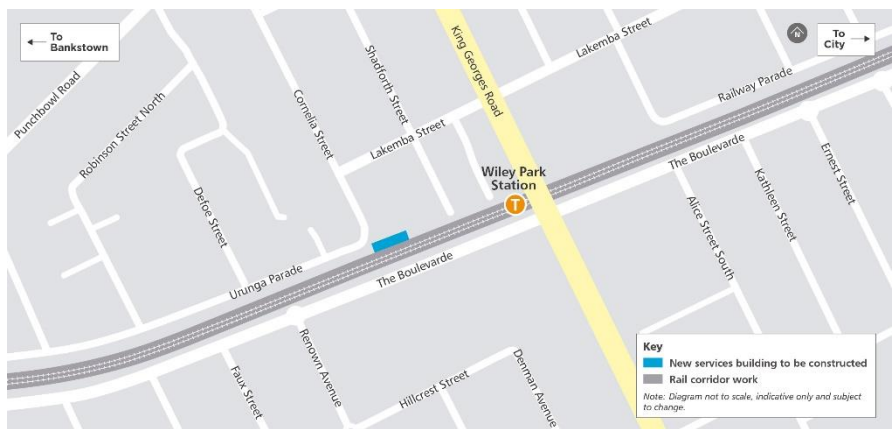 To
Bankstown
N
To
City
Punchbowl Road
Robinson Street North
Cornelia Street
Shadforth Street
King Georges Road
Lakemba Street
Railway Parade
Lakemba Street
The Boulevarde
Ernest Street
Wiley Park
Station
T
Defoe Street
Kathleen Street
Alice Street South
Urunga Parade
The Boulevarde
Renown Avenue
Faux Street
Hillcrest Street
Denman Avenue
Key
New services building to be constructed
Rail corridor work
Note: Diagram not to scale, indicative only and subject
to change.